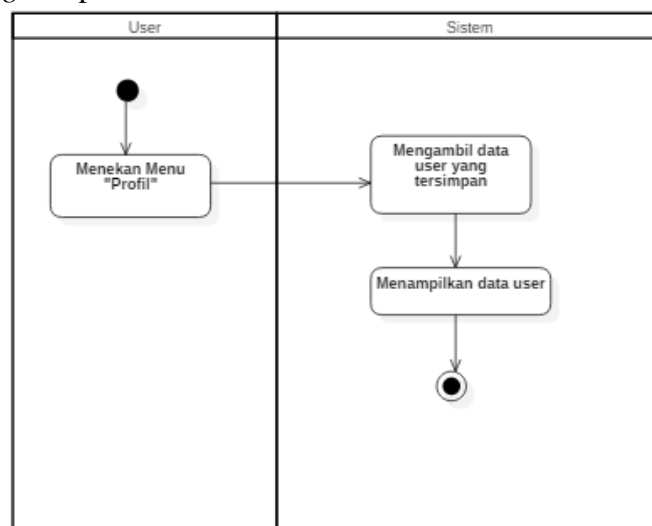 User
Sistem
Menekan Menu
"Profil"
Mengambil data
user yang
tersimpan
Menampilkan data user